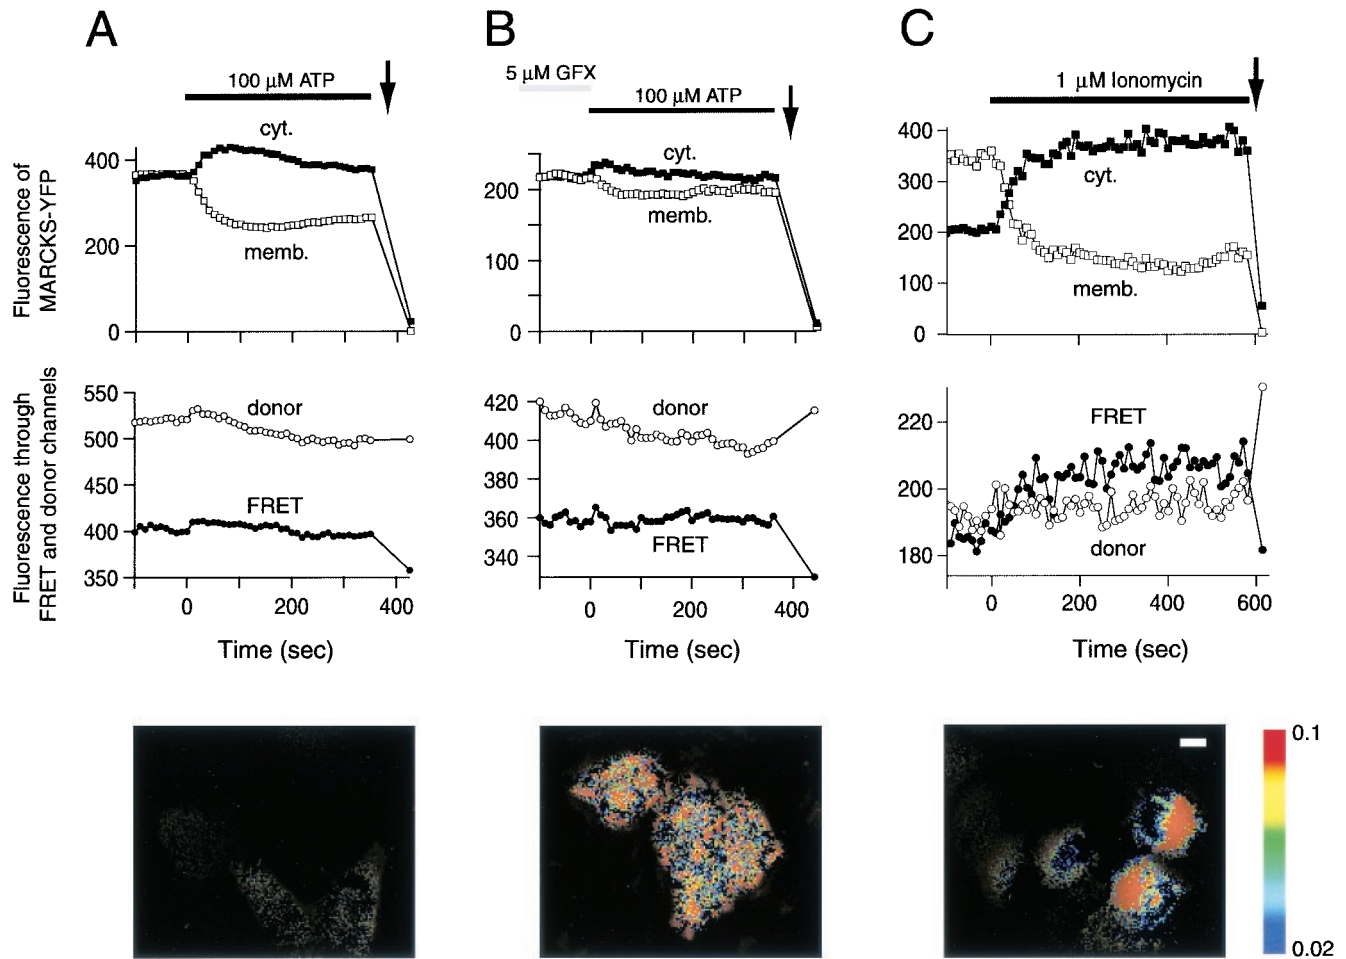 A
B
C
5 μM GFX
100 μM ATP
100 μM ATP
1 μM Ionomycin
Fluorescence of
MARCKS-YFP
400
200
0
cyt.
memb.
200
100
0
cyt.
memb.
400
300
200
100
0
cyt.
memb.
Fluorescence through
FRET and donor channels
550
500
450
400
350
donor
FRET
0
200
400
Time (sec)
420
400
380
360
340
donor
FRET
0
200
400
Time (sec)
220
200
180
FRET
donor
0
200
400
600
Time (sec)
0.1
0.02